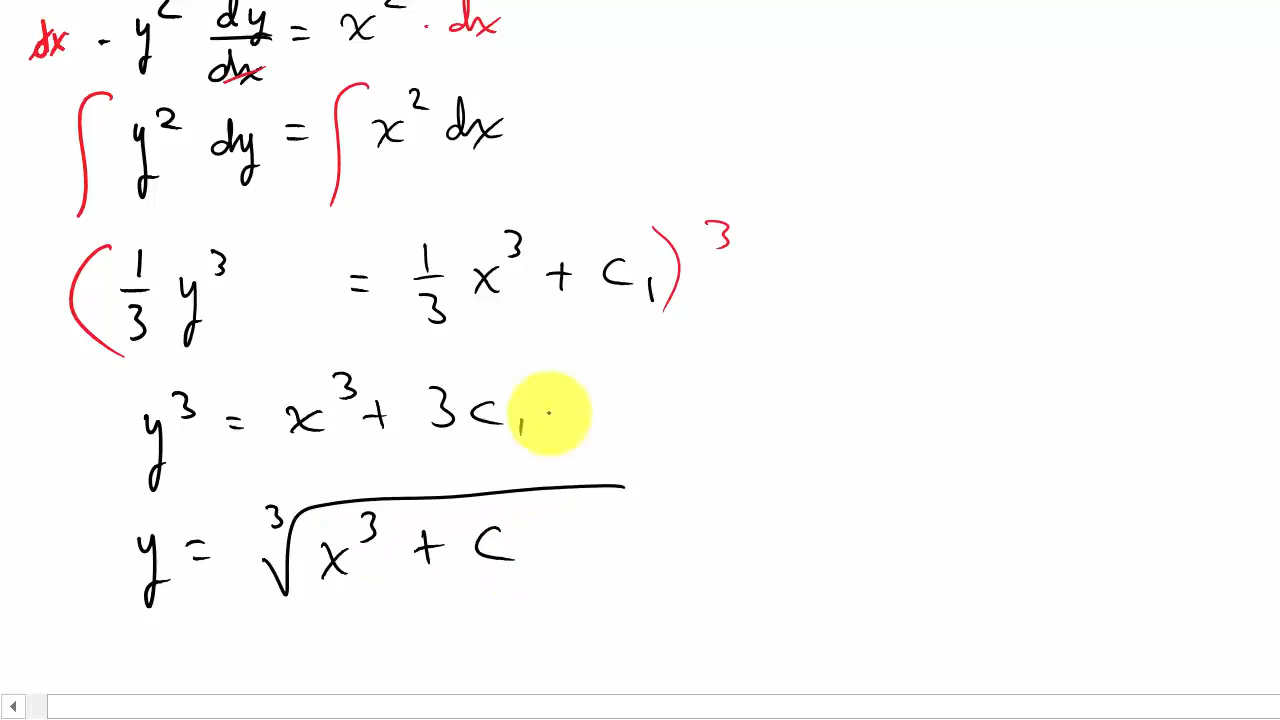 dx · y² dy/dx = x² · dx
∫ y² dy = ∫ x² dx
( 1/3 y³ = 1/3 x³ + C₁ ) 3
y³ = x³ + 3C₁
y = ³√(x³ + C)